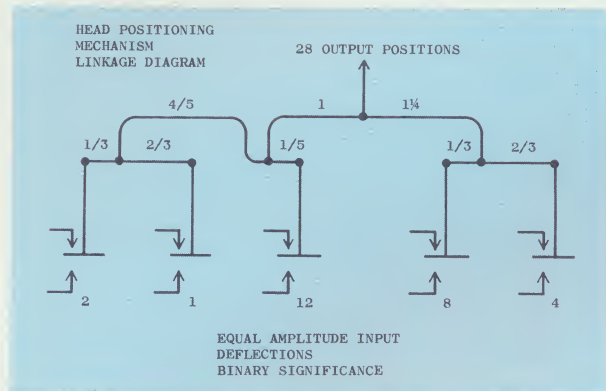 HEAD POSITIONING
MECHANISM
LINKAGE DIAGRAM
28 OUTPUT POSITIONS
4/5
1
1¼
1/3
2/3
1/5
1/3
2/3
2
1
12
8
4
EQUAL AMPLITUDE INPUT
DEFLECTIONS
BINARY SIGNIFICANCE